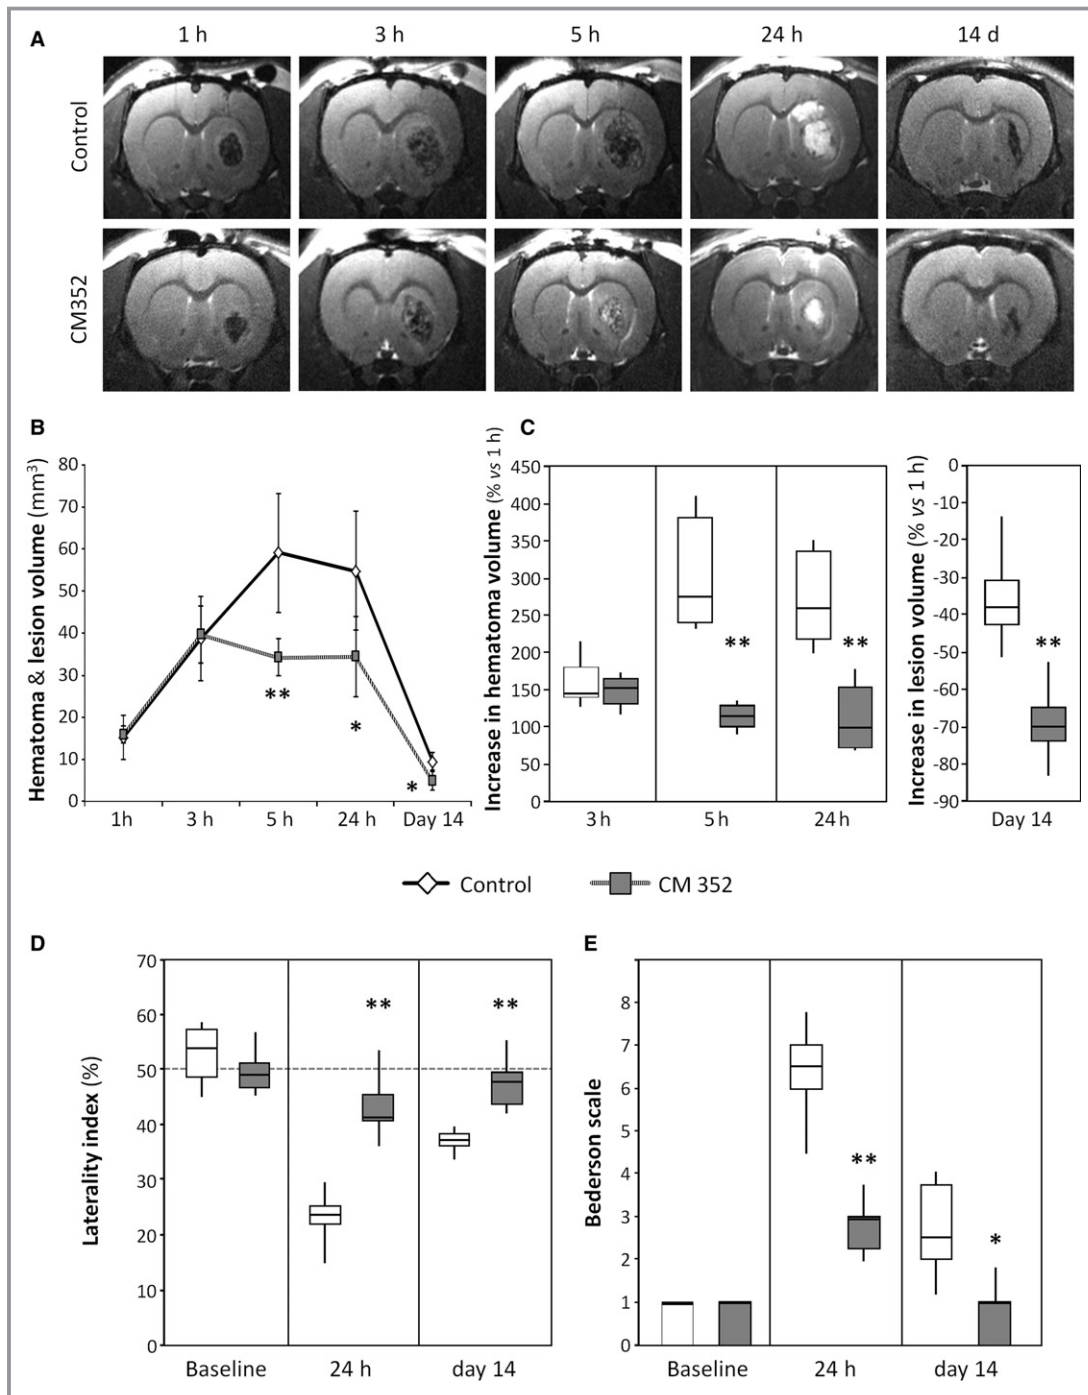 A
1 h
3 h
5 h
24 h
14 d
Control
CM352
B
Hematoma & lesion volume (mm³)
80
70
60
50
40
30
20
10
0
**
*
*
1h
3 h
5 h
24 h
Day 14
C
Increase in hematoma volume (% vs 1 h)
450
400
350
300
250
200
150
100
50
0
**
**
3 h
5 h
24 h
Increase in lesion volume (% vs 1 h)
0
-10
-20
-30
-40
-50
-60
-70
-80
-90
**
Day 14
Control
CM 352
D
Laterality index (%)
70
60
50
40
30
20
10
0
**
**
Baseline
24 h
day 14
E
Bederson scale
8
7
6
5
4
3
2
1
0
**
*
Baseline
24 h
day 14